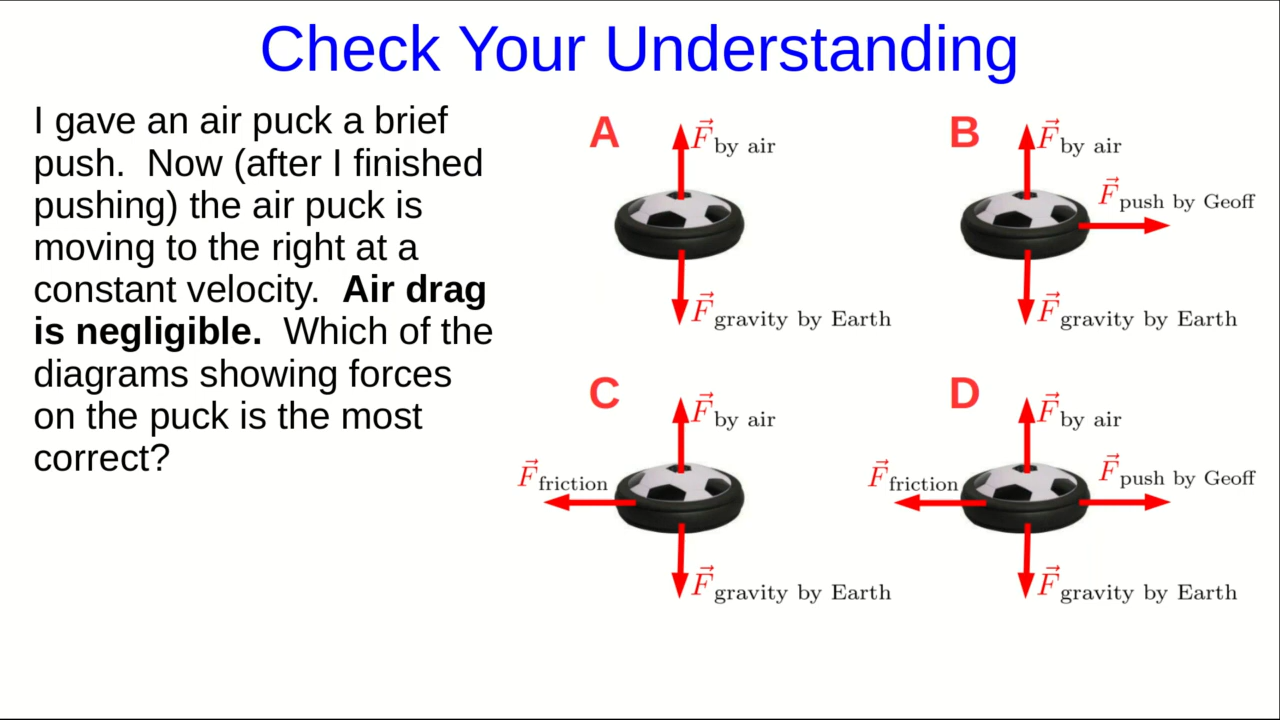 Check Your Understanding
I gave an air puck a brief
push.  Now (after I finished
pushing) the air puck is
moving to the right at a
constant velocity.  Air drag
is negligible.  Which of the
diagrams showing forces
on the puck is the most
correct?
A
F⃗ by air
F⃗ gravity by Earth
B
F⃗ by air
F⃗ push by Geoff
F⃗ gravity by Earth
C
F⃗ by air
F⃗ friction
F⃗ gravity by Earth
D
F⃗ by air
F⃗ friction
F⃗ push by Geoff
F⃗ gravity by Earth